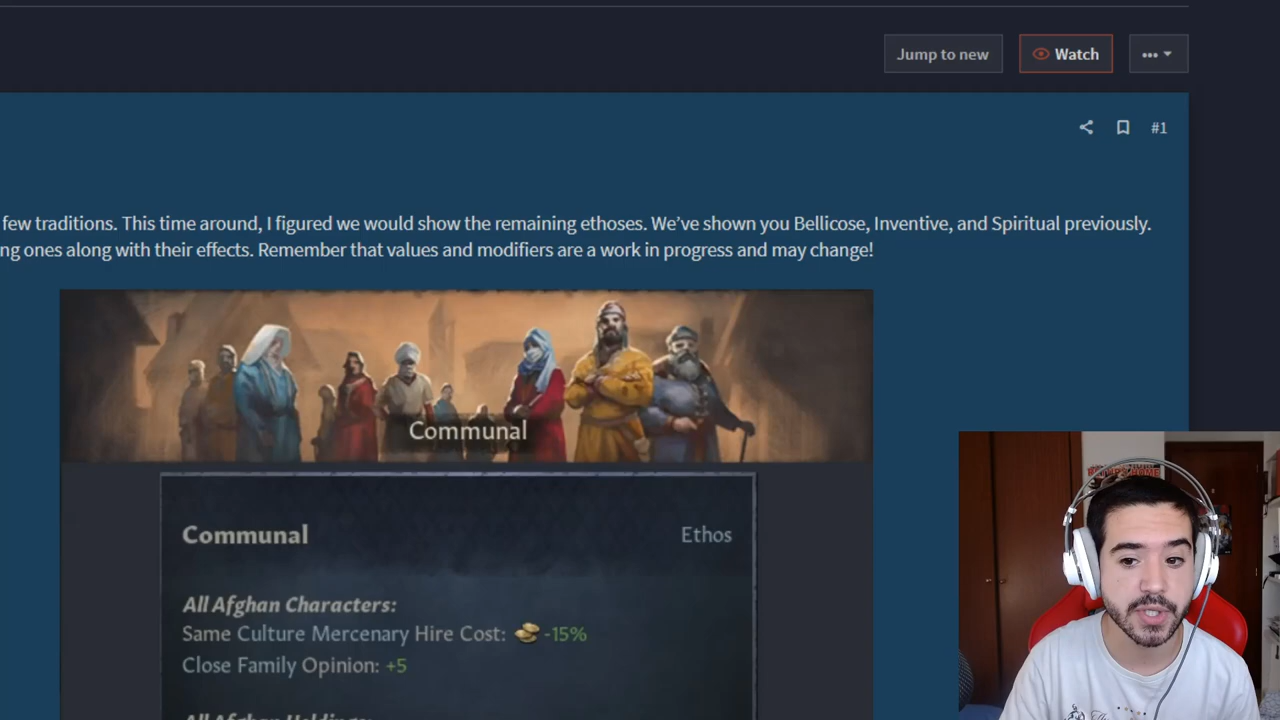 Jump to new
Watch
#1
few traditions. This time around, I figured we would show the remaining ethoses. We’ve shown you Bellicose, Inventive, and Spiritual previously.
ng ones along with their effects. Remember that values and modifiers are a work in progress and may change!
Communal
Communal Ethos
All Afghan Characters:
Same Culture Mercenary Hire Cost: -15%
Close Family Opinion: +5
All Afghan Holdings: